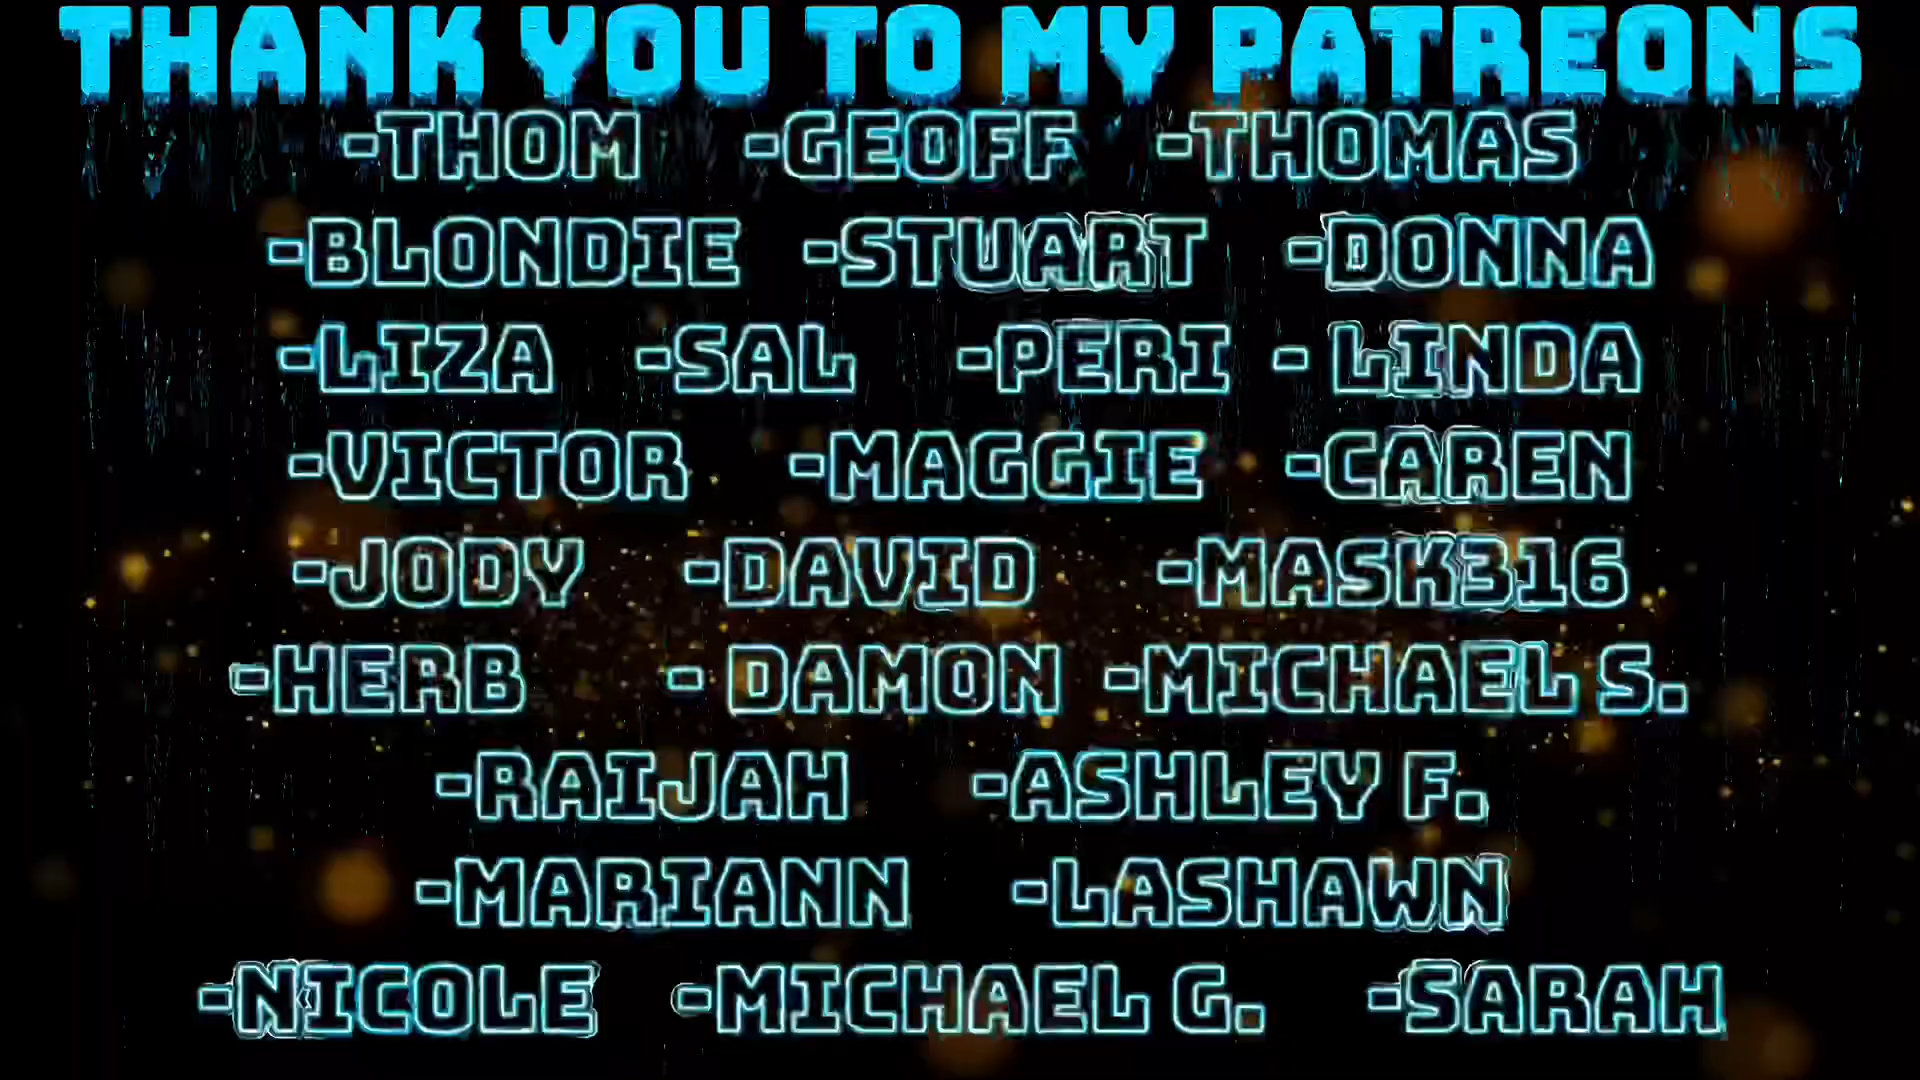 THANK YOU TO MY PATREONS
-THOM -GEOFF -THOMAS
-BLONDIE -STUART -DONNA
-LIZA -SAL -PERI - LINDA
-VICTOR -MAGGIE -CAREN
-JODY -DAVID -MASK316
-HERB - DAMON -MICHAEL S.
-RAIJAH -ASHLEY F.
-MARIANN -LASHAWN
-NICOLE -MICHAEL G. -SARAH